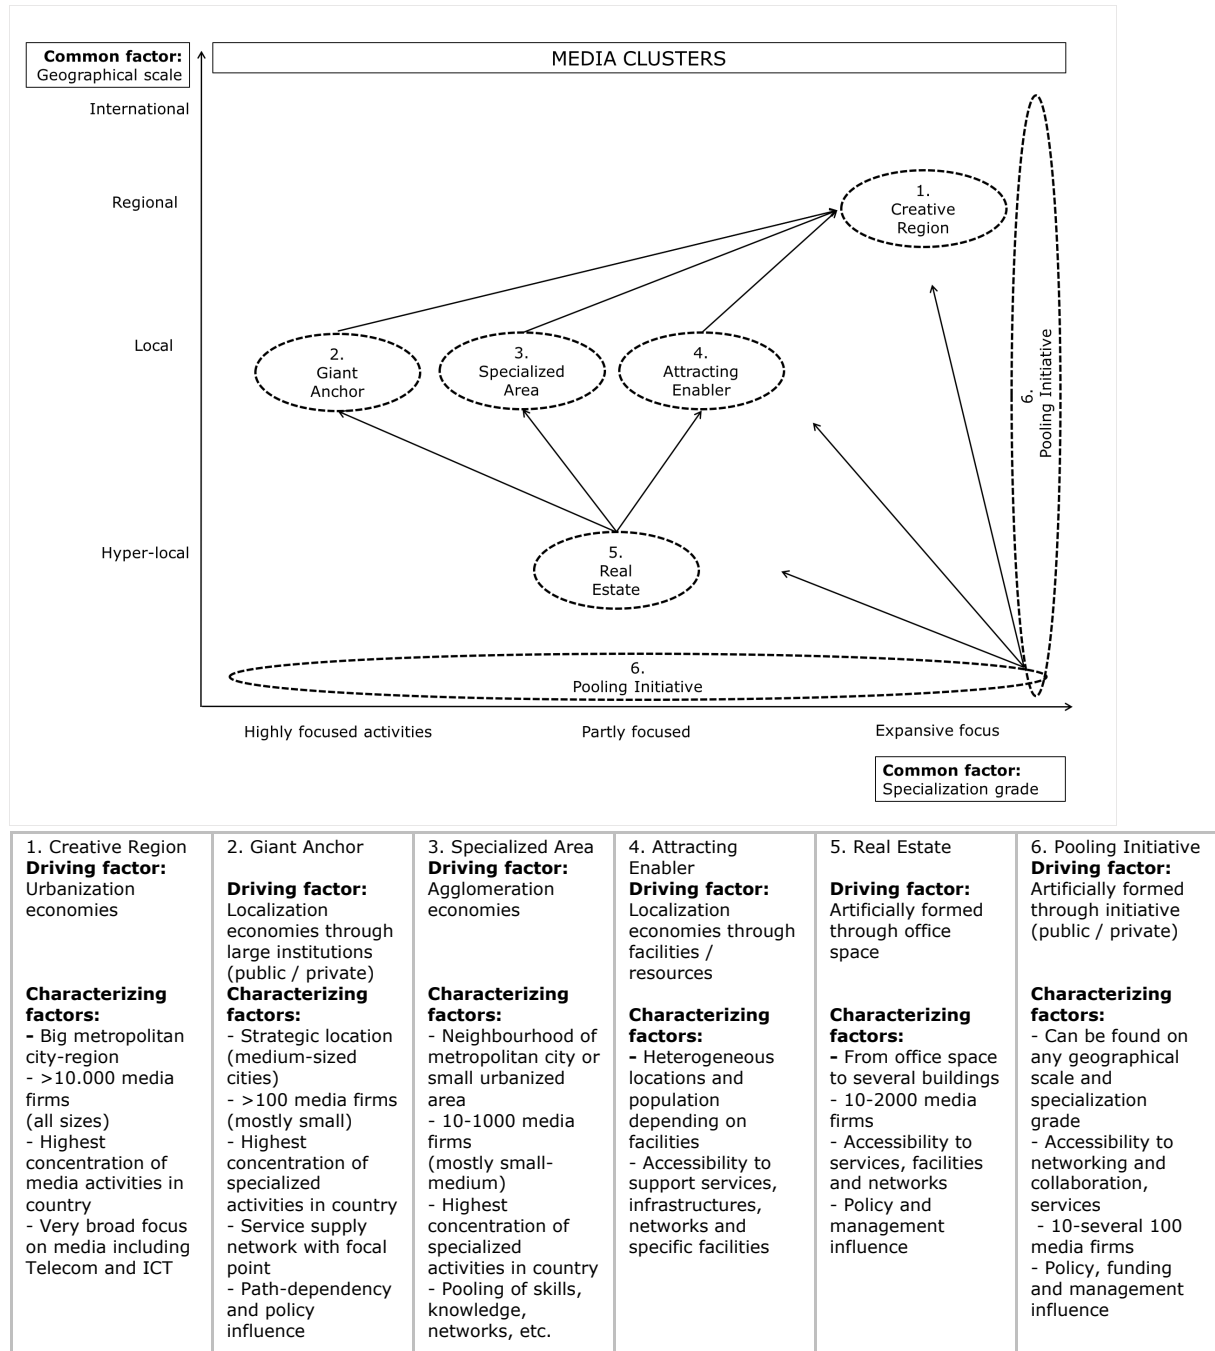 Common factor:
Geographical scale
MEDIA CLUSTERS
International
Regional
1.
Creative
Region
Local
2.
Giant
Anchor
3.
Specialized
Area
4.
Attracting
Enabler
6.
Pooling Initiative
Hyper-local
5.
Real
Estate
6.
Pooling Initiative
Highly focused activities
Partly focused
Expansive focus
Common factor:
Specialization grade
1. Creative Region
Driving factor:
Urbanization
economies
Characterizing
factors:
- Big metropolitan
city-region
- >10.000 media
firms
(all sizes)
- Highest
concentration of
media activities in
country
- Very broad focus
on media including
Telecom and ICT
2. Giant Anchor
Driving factor:
Localization
economies through
large institutions
(public / private)
Characterizing
factors:
- Strategic location
(medium-sized
cities)
- >100 media firms
(mostly small)
- Highest
concentration of
specialized
activities in country
- Service supply
network with focal
point
- Path-dependency
and policy
influence
3. Specialized Area
Driving factor:
Agglomeration
economies
Characterizing
factors:
- Neighbourhood of
metropolitan city or
small urbanized
area
- 10-1000 media
firms
(mostly small-
medium)
- Highest
concentration of
specialized
activities in country
- Pooling of skills,
knowledge,
networks, etc.
4. Attracting
Enabler
Driving factor:
Localization
economies through
facilities /
resources
Characterizing
factors:
- Heterogeneous
locations and
population
depending on
facilities
- Accessibility to
support services,
infrastructures,
networks and
specific facilities
5. Real Estate
Driving factor:
Artificially formed
through office
space
Characterizing
factors:
- From office space
to several buildings
- 10-2000 media
firms
- Accessibility to
services, facilities
and networks
- Policy and
management
influence
6. Pooling Initiative
Driving factor:
Artificially formed
through initiative
(public / private)
Characterizing
factors:
- Can be found on
any geographical
scale and
specialization
grade
- Accessibility to
networking and
collaboration,
services
- 10-several 100
media firms
- Policy, funding
and management
influence